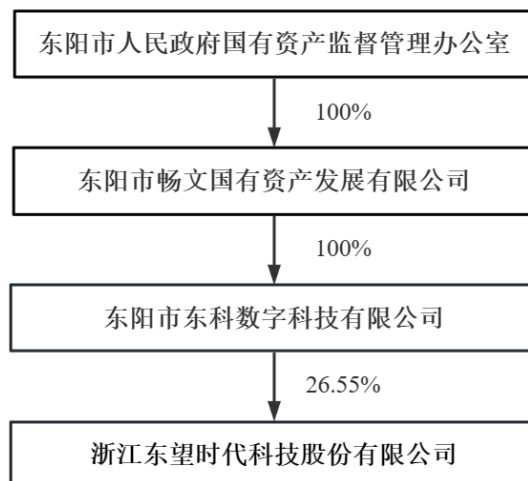 东阳市人民政府国有资产监督管理办公室
100%
东阳市畅文国有资产发展有限公司
100%
东阳市东科数字科技有限公司
26.55%
浙江东望时代科技股份有限公司